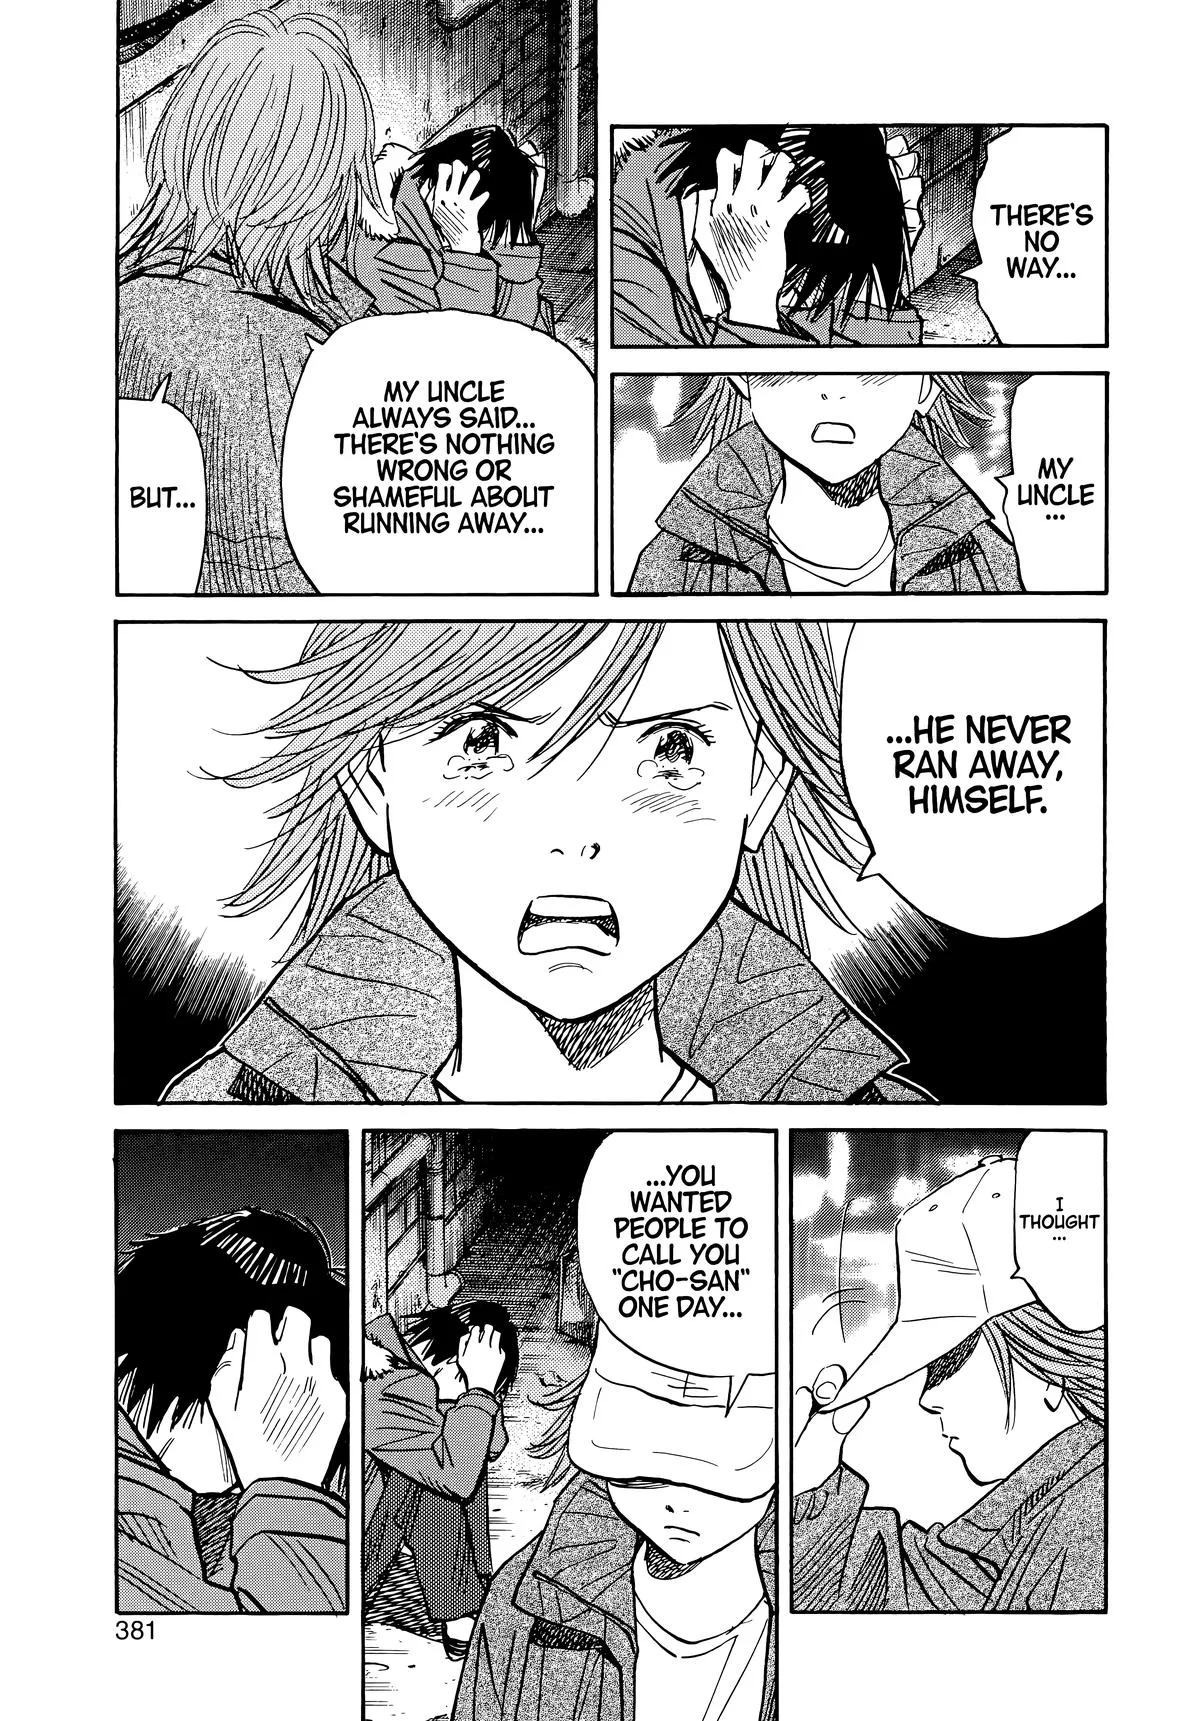 THERE'S
NO
WAY...
MY
UNCLE
...
MY UNCLE
ALWAYS SAID...
THERE'S NOTHING
WRONG OR
SHAMEFUL ABOUT
RUNNING AWAY...
BUT...
...HE NEVER
RAN AWAY,
HIMSELF.
I
THOUGHT
...
...YOU
WANTED
PEOPLE TO
CALL YOU
"CHO-SAN"
ONE DAY...
381